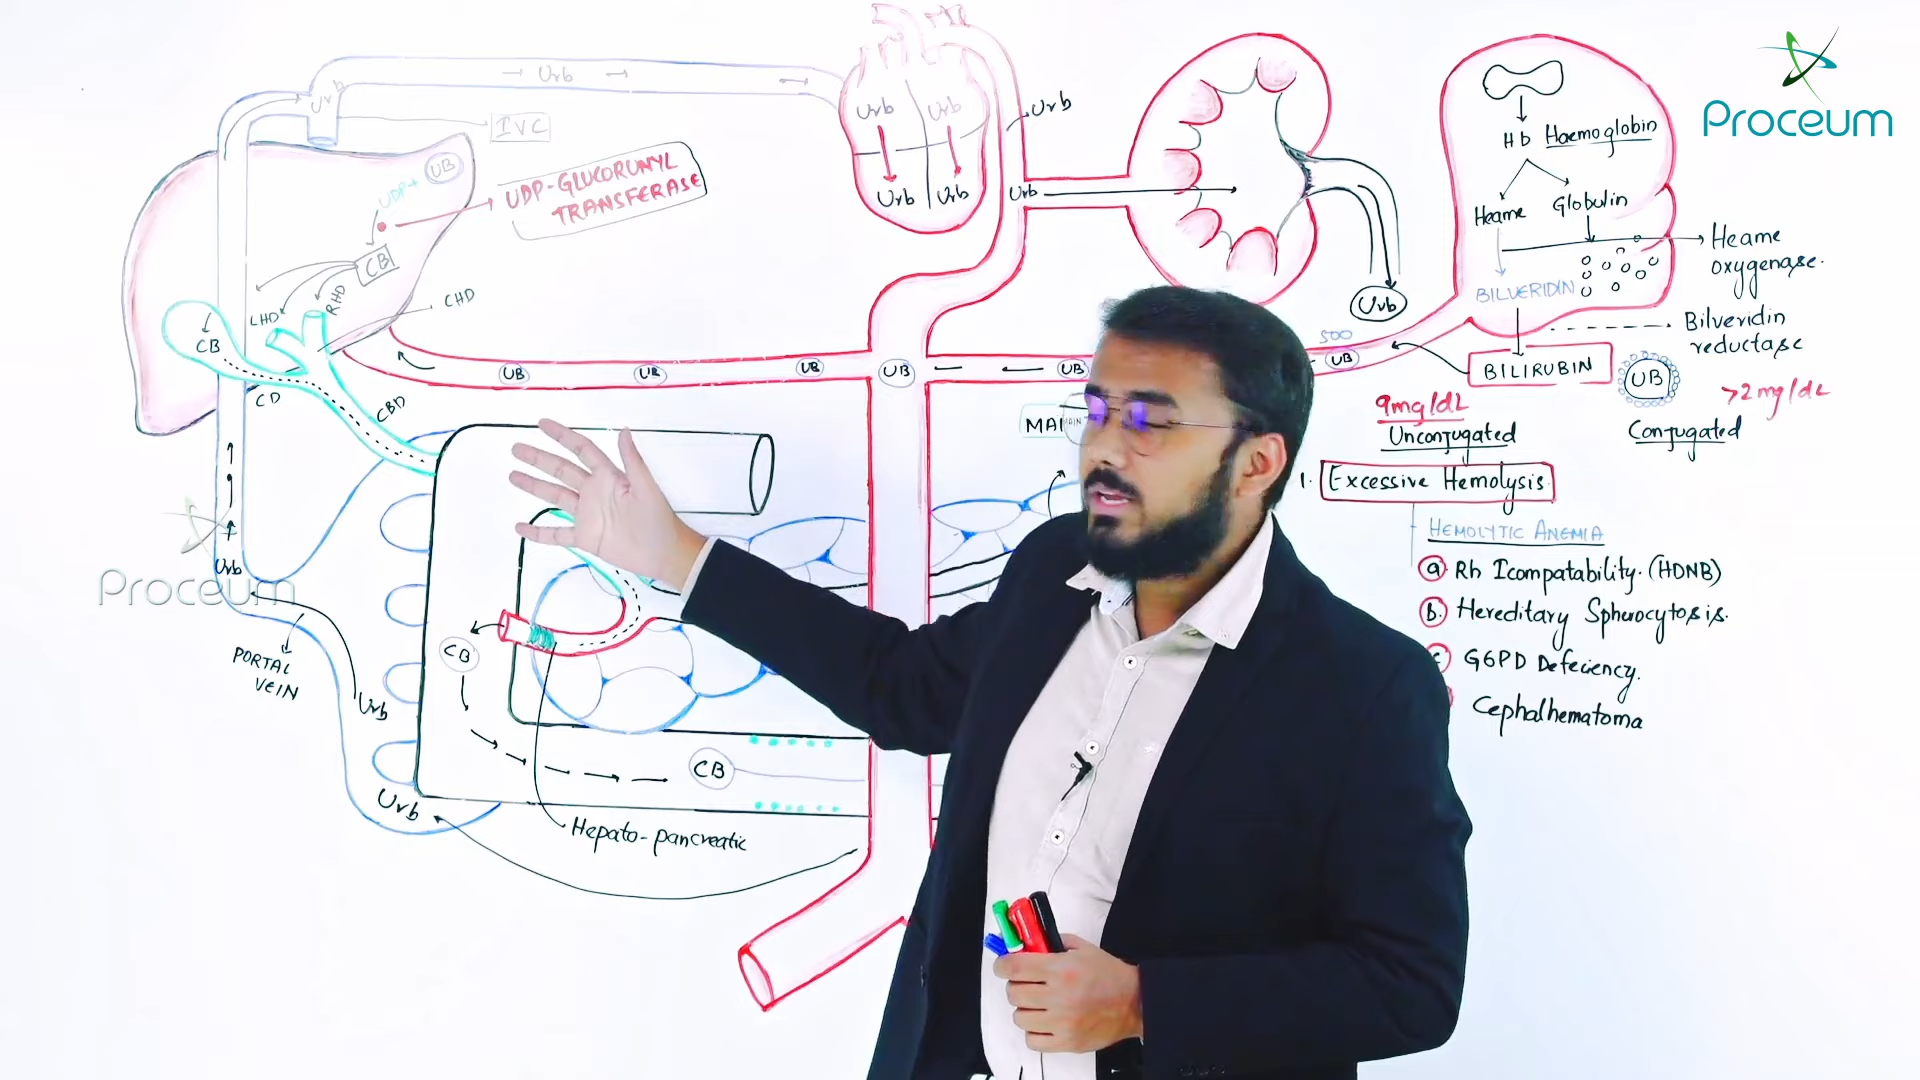 Proceum
Urb
Urb
IVC
UB
UDP+
UDP-GLUCORUNYL
TRANSFERASE
CB
LHD
RHD
CHD
CB
CD
CBD
Urb
Urb
Urb
Urb
Urb
Urb
Urb
UB
UB
UB
UB
UB
500
UB
Hb Haemoglobin
Heame
Globulin
Heame
oxygenase.
BILVERIDIN
Bilveridin
reductase
BILIRUBIN
UB
>2mg/dL
Conjugated
9mg/dL
Unconjugated
1. Excessive Hemolysis
HEMOLYTIC ANEMIA
a Rh Icompatability. (HDNB)
b. Hereditary Spherocytosis.
c G6PD Defeciency.
Cephalhematoma
Urb
Proceum
PORTAL
VEIN
Urb
Urb
CB
CB
Hepato-pancreatic